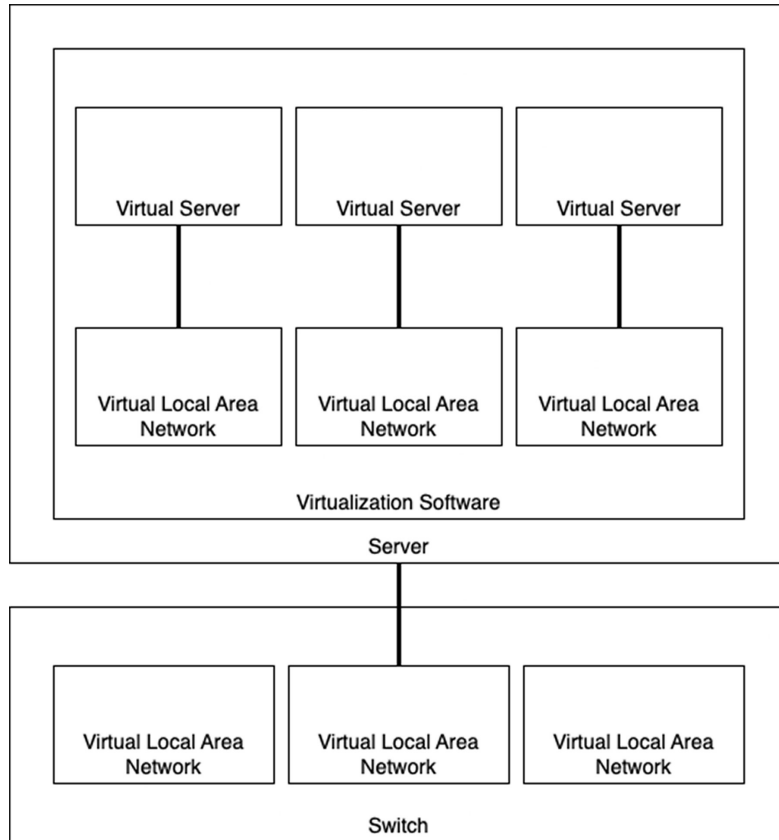 Virtual Server
Virtual Server
Virtual Server
Virtual Local Area
Network
Virtual Local Area
Network
Virtual Local Area
Network
Virtualization Software
Server
Virtual Local Area
Network
Virtual Local Area
Network
Virtual Local Area
Network
Switch